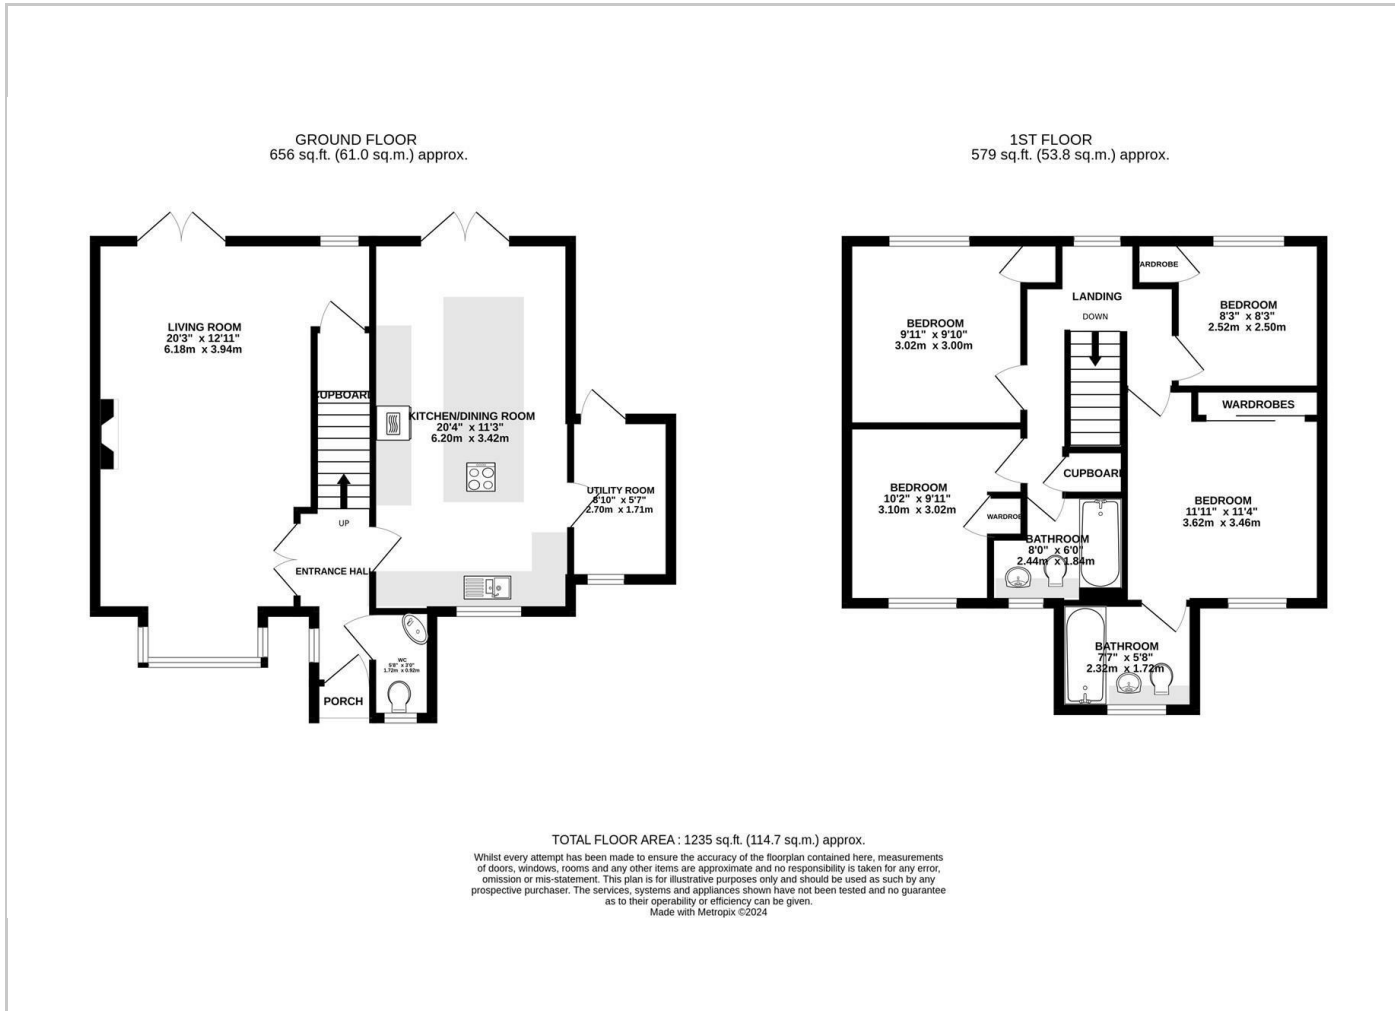 GROUND FLOOR
656 sq.ft. (61.0 sq.m.) approx.
LIVING ROOM
20'3" x 12'11"
6.18m x 3.94m
CUPBOARD
KITCHEN/DINING ROOM
20'4" x 11'3"
6.20m x 3.42m
UTILITY ROOM
8'10" x 5'7"
2.70m x 1.71m
UP
ENTRANCE HALL
WC
5'8" x 3'0"
1.72m x 0.92m
PORCH
1ST FLOOR
579 sq.ft. (53.8 sq.m.) approx.
BEDROOM
9'11" x 9'10"
3.02m x 3.00m
LANDING
DOWN
WARDROBE
BEDROOM
8'3" x 8'3"
2.52m x 2.50m
WARDROBES
CUPBOARD
BEDROOM
10'2" x 9'11"
3.10m x 3.02m
WARDROBE
BEDROOM
11'11" x 11'4"
3.62m x 3.46m
BATHROOM
8'0" x 6'0"
2.44m x 1.84m
BATHROOM
7'7" x 5'8"
2.32m x 1.72m
TOTAL FLOOR AREA : 1235 sq.ft. (114.7 sq.m.) approx.
Whilst every attempt has been made to ensure the accuracy of the floorplan contained here, measurements
of doors, windows, rooms and any other items are approximate and no responsibility is taken for any error,
omission or mis-statement. This plan is for illustrative purposes only and should be used as such by any
prospective purchaser. The services, systems and appliances shown have not been tested and no guarantee
as to their operability or efficiency can be given.
Made with Metropix ©2024